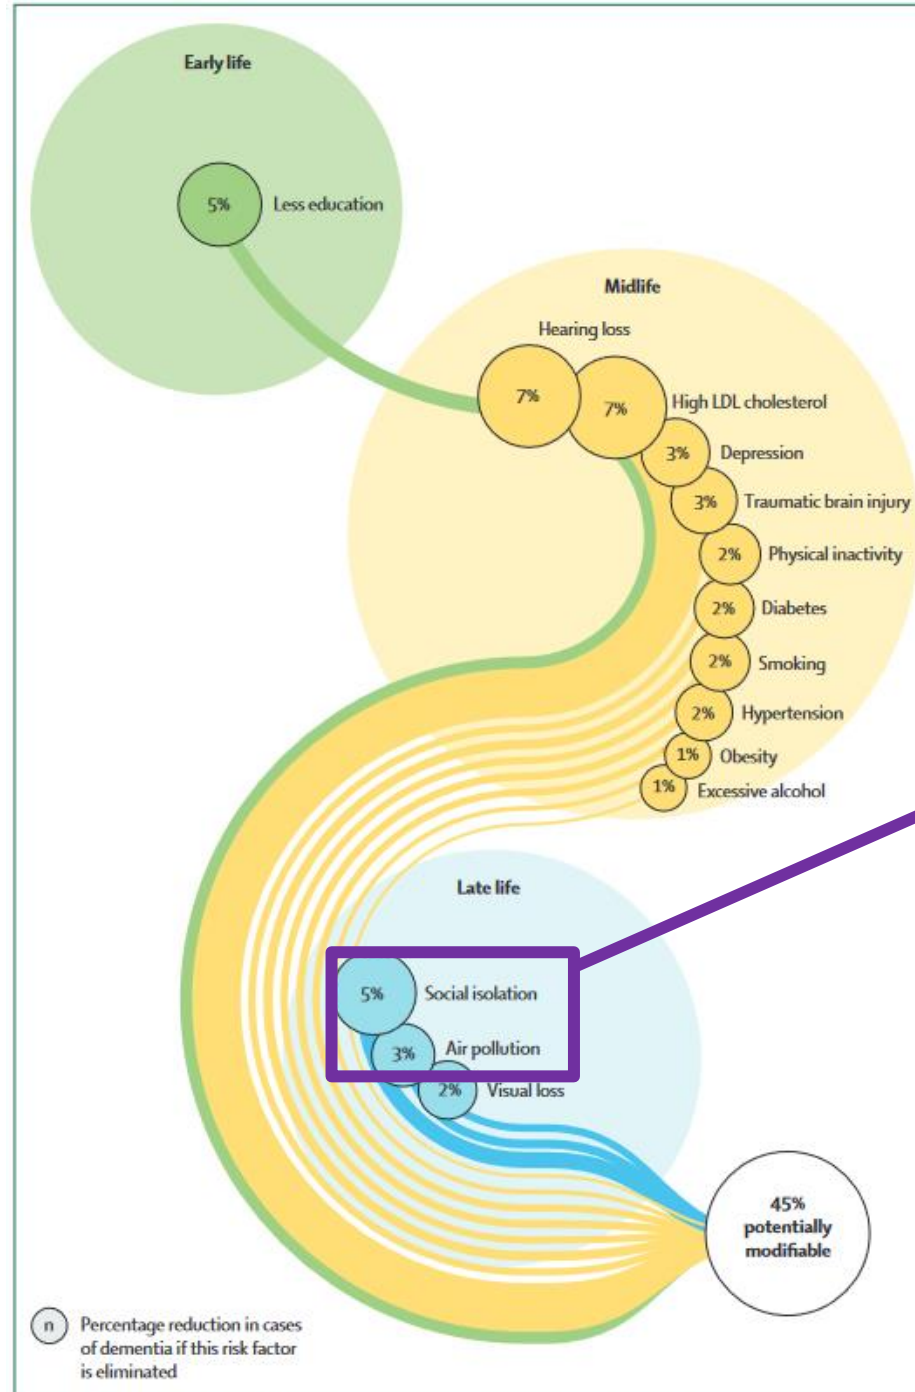 Early life
5% Less education
Midlife
Hearing loss
7%
7% High LDL cholesterol
3% Depression
3% Traumatic brain injury
2% Physical inactivity
2% Diabetes
2% Smoking
2% Hypertension
1% Obesity
1% Excessive alcohol
Late life
5% Social isolation
3% Air pollution
2% Visual loss
45%
potentially
modifiable
n Percentage reduction in cases
of dementia if this risk factor
is eliminated